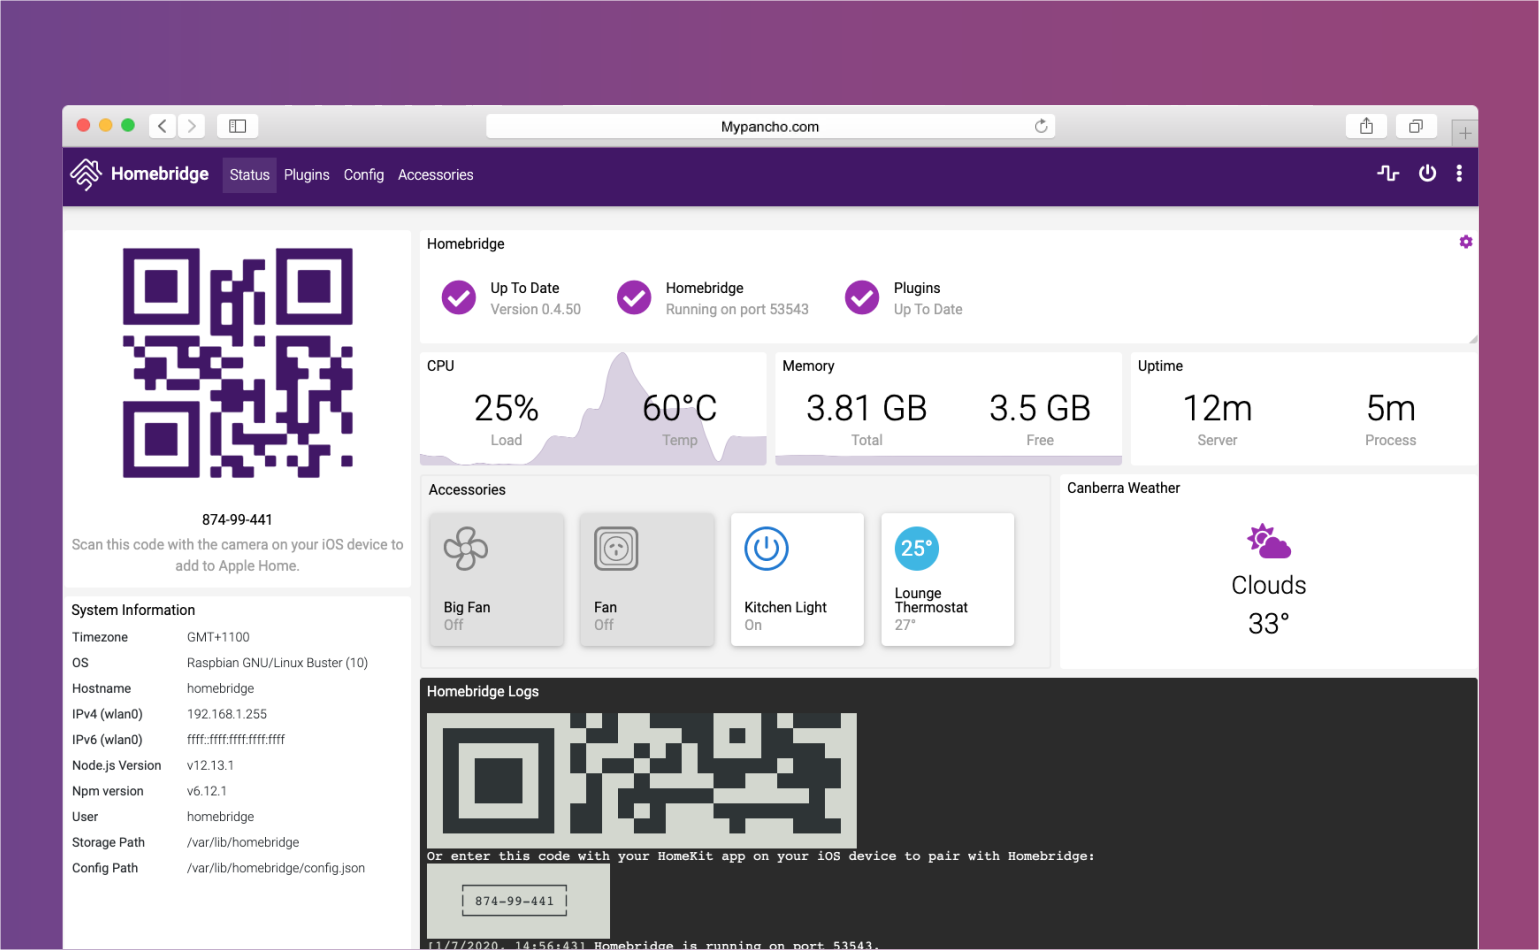 Mypancho.com
Homebridge
Status
Plugins
Config
Accessories
874-99-441
Scan this code with the camera on your iOS device to
add to Apple Home.
System Information
Timezone GMT+1100
OS Raspbian GNU/Linux Buster (10)
Hostname homebridge
IPv4 (wlan0) 192.168.1.255
IPv6 (wlan0) ffff::ffff:ffff:ffff:ffff
Node.js Version v12.13.1
Npm version v6.12.1
User homebridge
Storage Path /var/lib/homebridge
Config Path /var/lib/homebridge/config.json
Homebridge
Up To Date
Version 0.4.50
Homebridge
Running on port 53543
Plugins
Up To Date
CPU
25%
Load
60°C
Temp
Memory
3.81 GB
Total
3.5 GB
Free
Uptime
12m
Server
5m
Process
Accessories
Big Fan
Off
Fan
Off
Kitchen Light
On
25°
Lounge
Thermostat
27°
Canberra Weather
Clouds
33°
Homebridge Logs
Or enter this code with your HomeKit app on your iOS device to pair with Homebridge:
874-99-441
[1/7/2020, 14:56:43] Homebridge is running on port 53543.